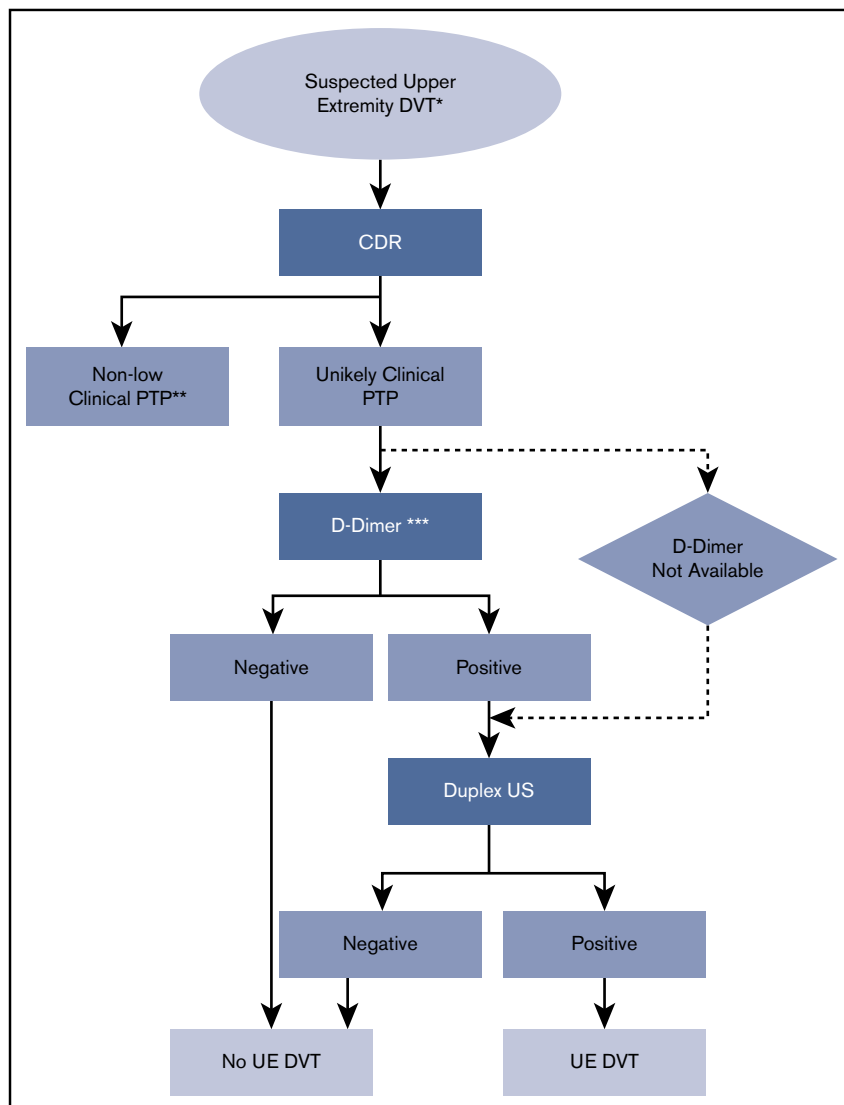 Suspected Upper
Extremity DVT*
CDR
Non-low
Clinical PTP**
Unikely Clinical
PTP
D-Dimer ***
D-Dimer
Not Available
Negative
Positive
Duplex US
Negative
Positive
No UE DVT
UE DVT